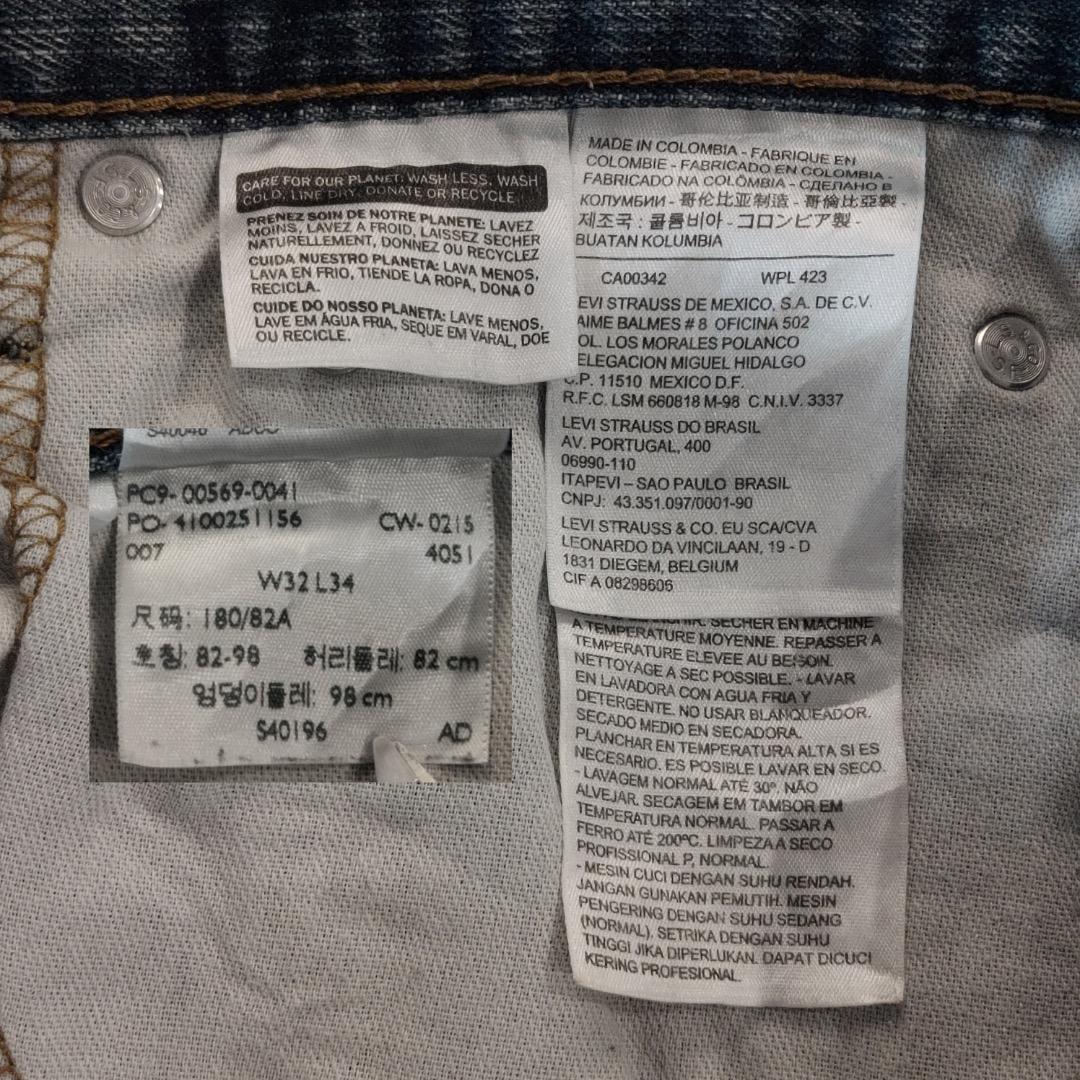 CARE FOR OUR PLANET: WASH LESS, WASH
COLD, LINE DRY, DONATE OR RECYCLE
PRENEZ SOIN DE NOTRE PLANETE: LAVEZ
MOINS, LAVEZ A FROID, LAISSEZ SECHER
NATURELLEMENT, DONNEZ OU RECYCLEZ
CUIDA NUESTRO PLANETA: LAVA MENOS,
LAVA EN FRIO, TIENDE LA ROPA, DONA O
RECICLA.
CUIDE DO NOSSO PLANETA: LAVE MENOS,
LAVE EM ÁGUA FRIA, SEQUE EM VARAL, DOE
OU RECICLE.
MADE IN COLOMBIA - FABRIQUE EN
COLOMBIE - FABRICADO EN COLOMBIA -
FABRICADO NA COLÔMBIA - СДЕЛАНО В
КОЛУМБИИ - 哥伦比亚制造 - 哥倫比亞製 -
제조국 : 콜롬비아 - コロンビア製 -
BUATAN KOLUMBIA
CA00342 WPL 423
EVI STRAUSS DE MEXICO, S.A. DE C.V.
AIME BALMES # 8 OFICINA 502
OL. LOS MORALES POLANCO
ELEGACION MIGUEL HIDALGO
C.P. 11510 MEXICO D.F.
R.F.C. LSM 660818 M-98 C.N.I.V. 3337
LEVI STRAUSS DO BRASIL
AV. PORTUGAL, 400
06990-110
ITAPEVI – SAO PAULO BRASIL
CNPJ: 43.351.097/0001-90
LEVI STRAUSS & CO. EU SCA/CVA
LEONARDO DA VINCILAAN, 19 - D
1831 DIEGEM, BELGIUM
CIF A 08298606
SECHER EN MACHINE
A TEMPERATURE MOYENNE. REPASSER A
TEMPERATURE ELEVEE AU BESOIN.
NETTOYAGE A SEC POSSIBLE. - LAVAR
EN LAVADORA CON AGUA FRIA Y
DETERGENTE. NO USAR BLANQUEADOR.
SECADO MEDIO EN SECADORA.
PLANCHAR EN TEMPERATURA ALTA SI ES
NECESARIO. ES POSIBLE LAVAR EN SECO.
- LAVAGEM NORMAL ATÉ 30º. NÃO
ALVEJAR. SECAGEM EM TAMBOR EM
TEMPERATURA NORMAL. PASSAR A
FERRO ATÉ 200ºC. LIMPEZA A SECO
PROFISSIONAL P, NORMAL.
- MESIN CUCI DENGAN SUHU RENDAH.
JANGAN GUNAKAN PEMUTIH. MESIN
PENGERING DENGAN SUHU SEDANG
(NORMAL). SETRIKA DENGAN SUHU
TINGGI JIKA DIPERLUKAN. DAPAT DICUCI
KERING PROFESIONAL.
PC9- 00569-0041
PO- 4100251156 CW- 0215
007 4051
W32 L34
尺码: 180/82A
호칭: 82-98 허리둘레: 82 cm
엉덩이둘레: 98 cm
S40196 AD